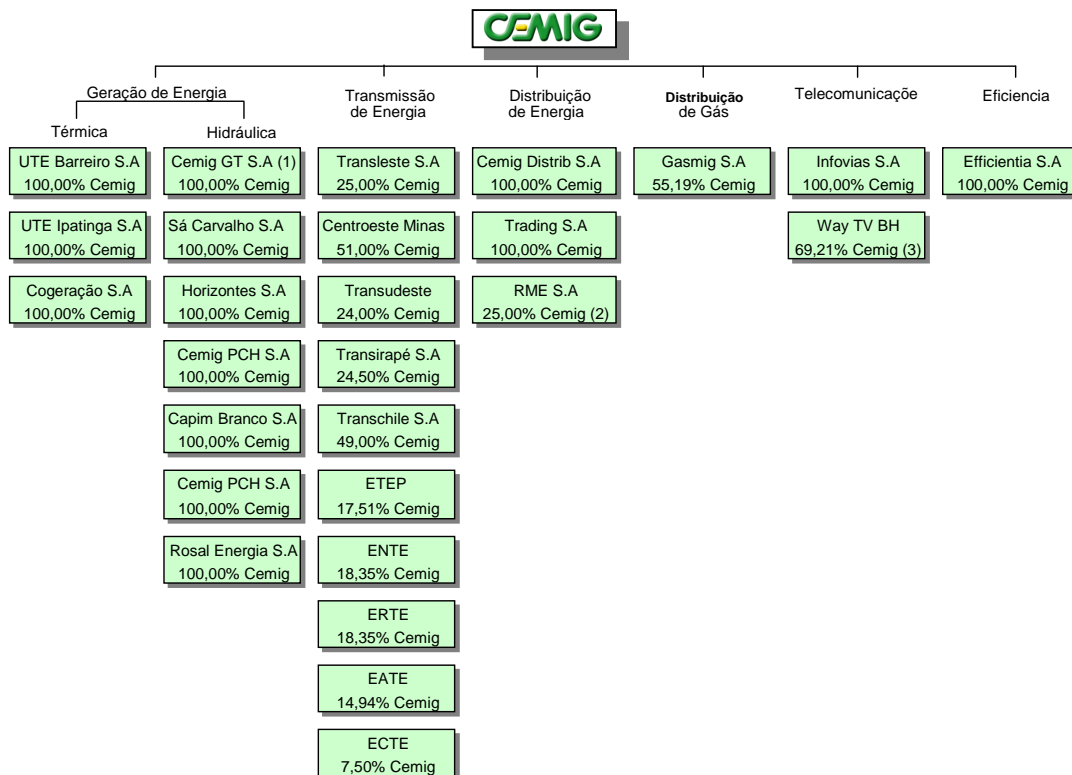 CEMIG
Geração de Energia
Térmica
UTE Barreiro S.A
100,00% Cemig
UTE Ipatinga S.A
100,00% Cemig
Cogeração S.A
100,00% Cemig
Hidráulica
Cemig GT S.A (1)
100,00% Cemig
Sá Carvalho S.A
100,00% Cemig
Horizontes S.A
100,00% Cemig
Cemig PCH S.A
100,00% Cemig
Capim Branco S.A
100,00% Cemig
Cemig PCH S.A
100,00% Cemig
Rosal Energia S.A
100,00% Cemig
Transmissão
de Energia
Transleste S.A
25,00% Cemig
Centroeste Minas
51,00% Cemig
Transudeste
24,00% Cemig
Transirapé S.A
24,50% Cemig
Transchile S.A
49,00% Cemig
ETEP
17,51% Cemig
ENTE
18,35% Cemig
ERTE
18,35% Cemig
EATE
14,94% Cemig
ECTE
7,50% Cemig
Distribuição
de Energia
Cemig Distrib S.A
100,00% Cemig
Trading S.A
100,00% Cemig
RME S.A
25,00% Cemig (2)
Distribuição
de Gás
Gasmig S.A
55,19% Cemig
Telecomunicaçõe
Infovias S.A
100,00% Cemig
Way TV BH
69,21% Cemig (3)
Eficiencia
Efficientia S.A
100,00% Cemig